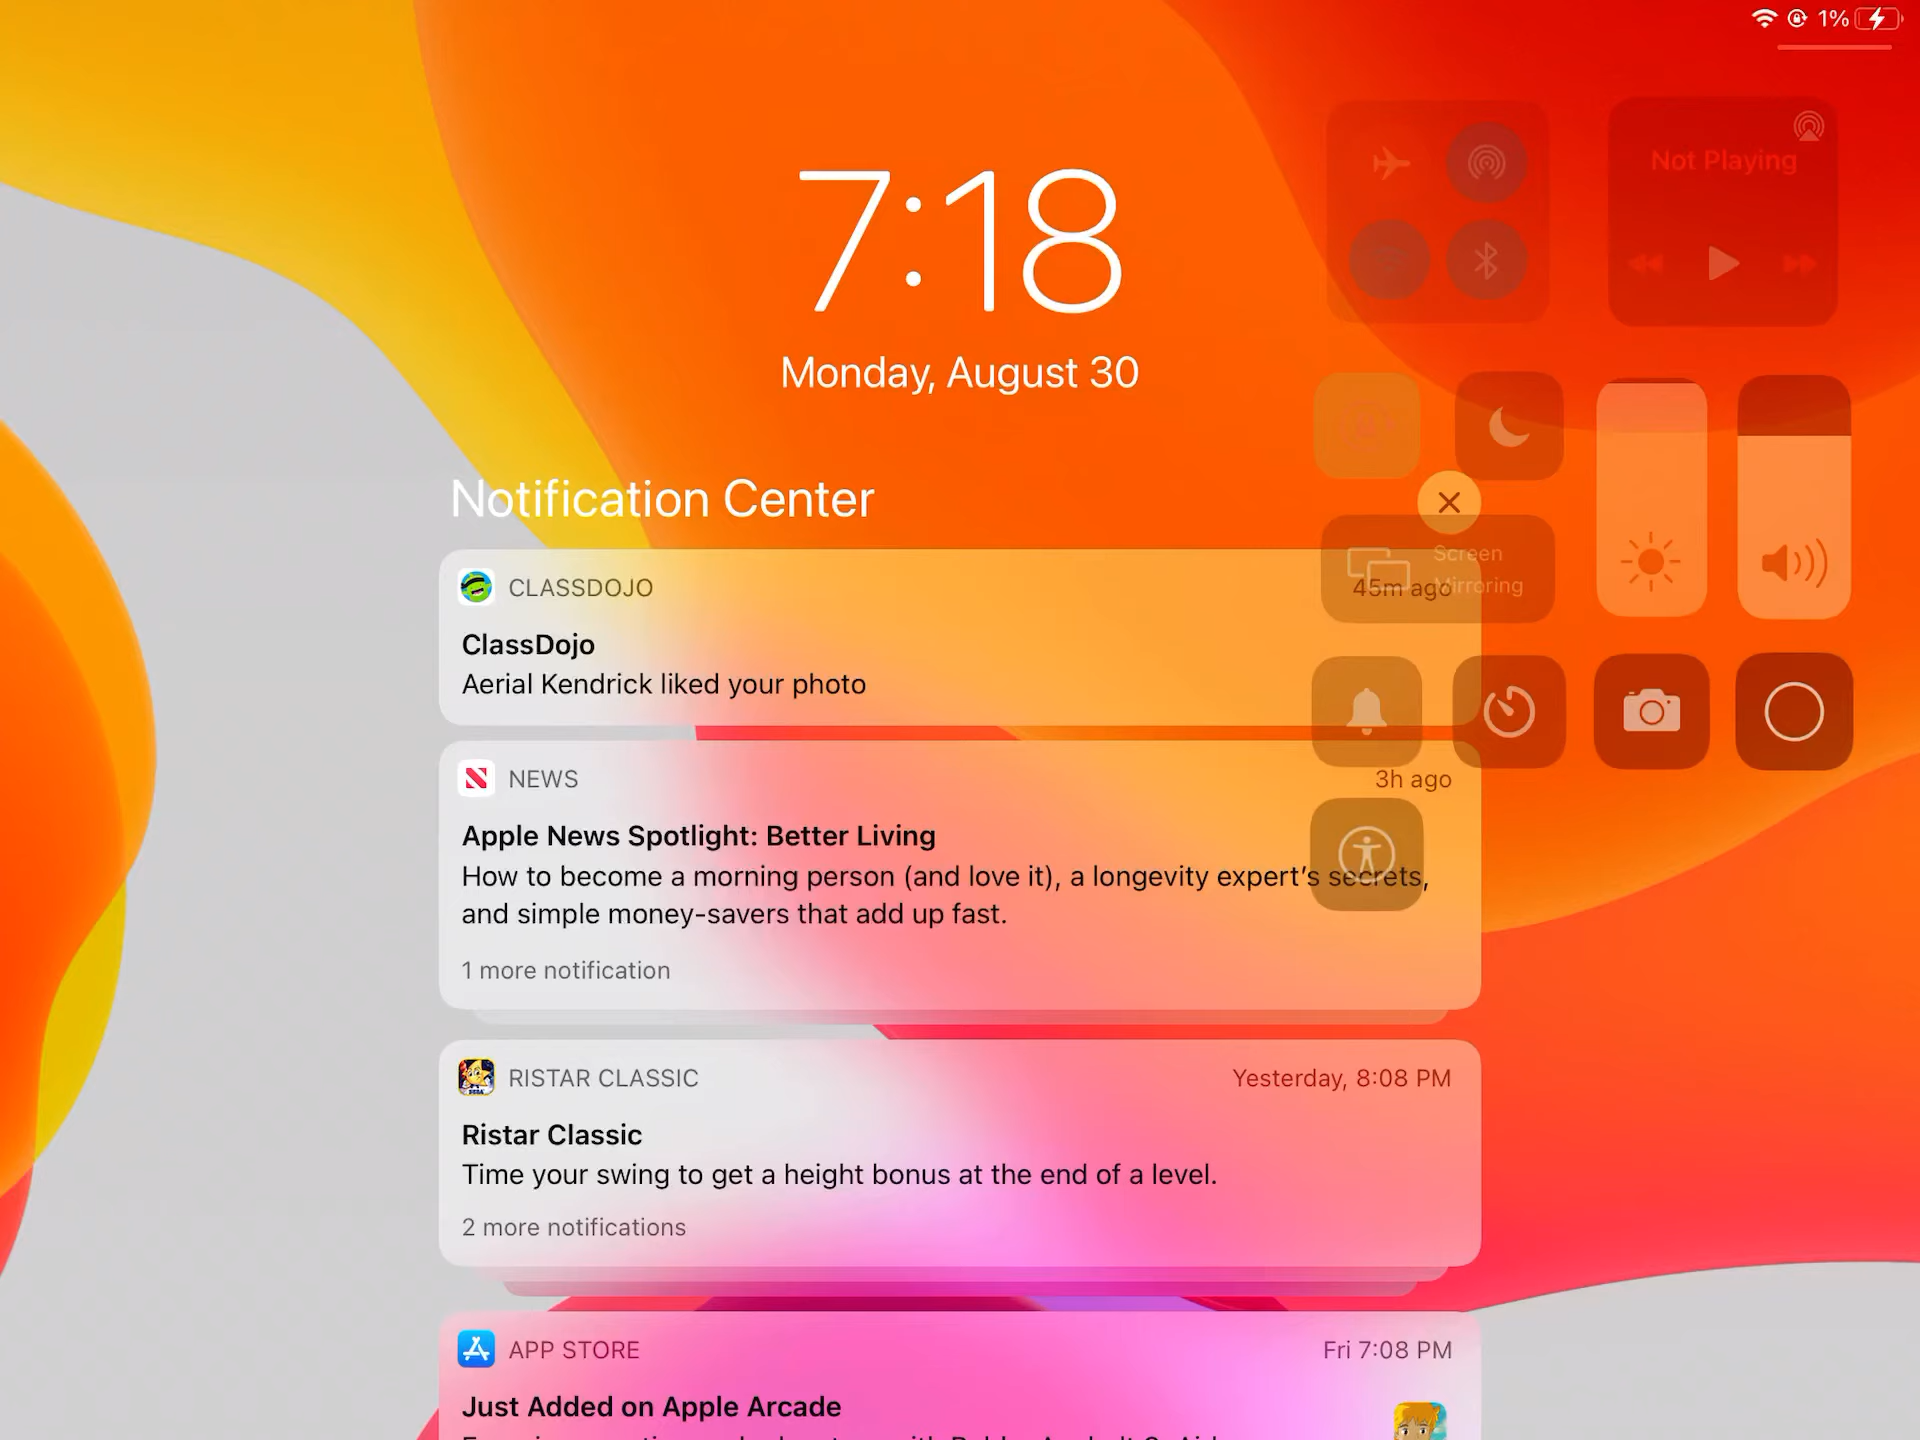 1%
7:18
Monday, August 30
Not Playing
Notification Center
Screen
Mirroring
CLASSDOJO
45m ago
ClassDojo
Aerial Kendrick liked your photo
NEWS
3h ago
Apple News Spotlight: Better Living
How to become a morning person (and love it), a longevity expert's secrets,
and simple money-savers that add up fast.
1 more notification
RISTAR CLASSIC
Yesterday, 8:08 PM
Ristar Classic
Time your swing to get a height bonus at the end of a level.
2 more notifications
APP STORE
Fri 7:08 PM
Just Added on Apple Arcade